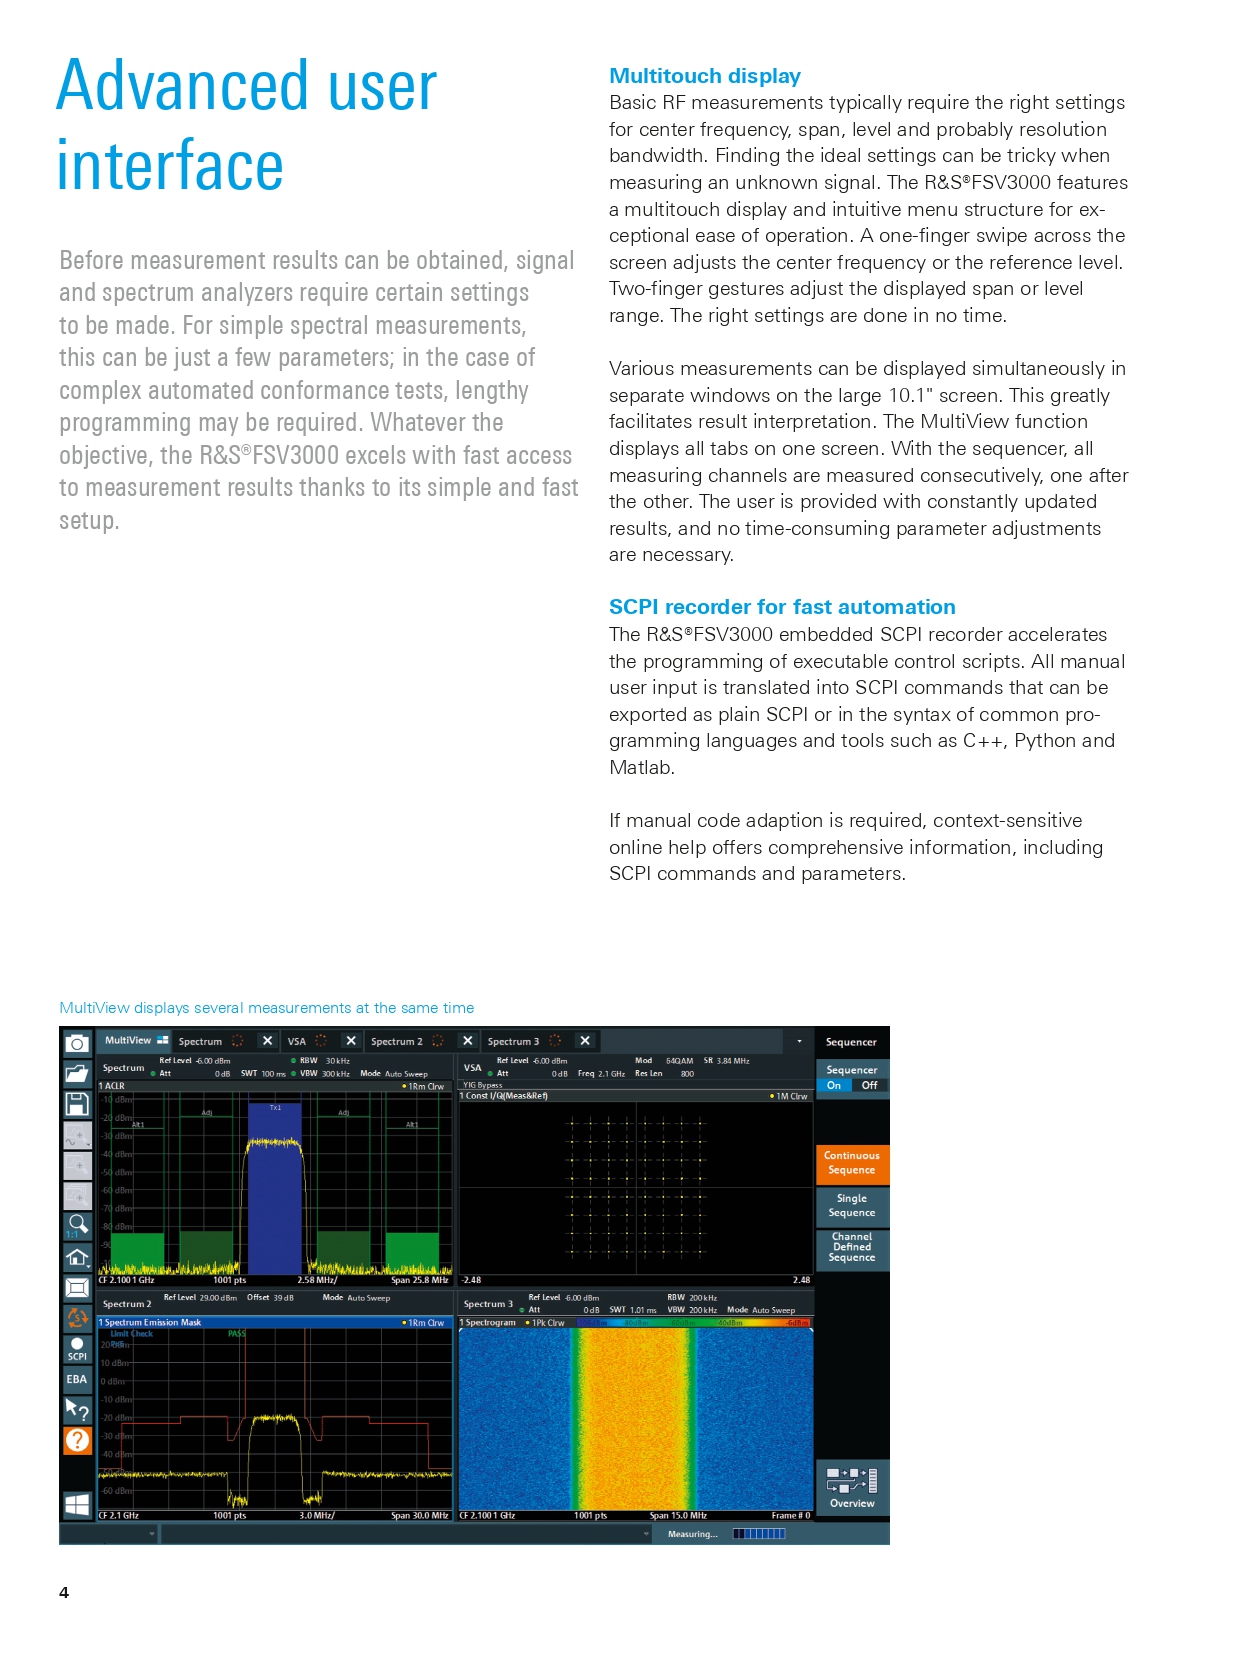 Advanced user
interface
Before measurement results can be obtained, signal
and spectrum analyzers require certain settings
to be made. For simple spectral measurements,
this can be just a few parameters; in the case of
complex automated conformance tests, lengthy
programming may be required. Whatever the
objective, the R&S®FSV3000 excels with fast access
to measurement results thanks to its simple and fast
setup.
Multitouch display
Basic RF measurements typically require the right settings
for center frequency, span, level and probably resolution
bandwidth. Finding the ideal settings can be tricky when
measuring an unknown signal. The R&S®FSV3000 features
a multitouch display and intuitive menu structure for ex-
ceptional ease of operation. A one-finger swipe across the
screen adjusts the center frequency or the reference level.
Two-finger gestures adjust the displayed span or level
range. The right settings are done in no time.
Various measurements can be displayed simultaneously in
separate windows on the large 10.1" screen. This greatly
facilitates result interpretation. The MultiView function
displays all tabs on one screen. With the sequencer, all
measuring channels are measured consecutively, one after
the other. The user is provided with constantly updated
results, and no time-consuming parameter adjustments
are necessary.
SCPI recorder for fast automation
The R&S®FSV3000 embedded SCPI recorder accelerates
the programming of executable control scripts. All manual
user input is translated into SCPI commands that can be
exported as plain SCPI or in the syntax of common pro-
gramming languages and tools such as C++, Python and
Matlab.
If manual code adaption is required, context-sensitive
online help offers comprehensive information, including
SCPI commands and parameters.
MultiView displays several measurements at the same time
MultiView Spectrum VSA Spectrum 2 Spectrum 3
Spectrum
Ref Level -6.00 dBm RBW 30 kHz
Att 0 dB SWT 100 ms VBW 300 kHz Mode Auto Sweep
1 ACLR 1Rm Clrw
-10 dBm
-20 dBm
-30 dBm
-40 dBm
-50 dBm
-60 dBm
-70 dBm
-80 dBm
Alt1 Adj Tx1 Adj Alt1
CF 2.100 1 GHz 1001 pts 2.58 MHz/ Span 25.8 MHz
VSA
Ref Level -6.00 dBm Mod 64QAM SR 3.84 MHz
Att 0 dB Freq 2.1 GHz Res Len 800
YIG Bypass
1 Const I/Q(Meas&Ref) 1M Clrw
-2.48 2.48
Spectrum 2
Ref Level 29.00 dBm Offset 39 dB Mode Auto Sweep
1 Spectrum Emission Mask 1Rm Clrw
Limit Check PASS
20 dBm
10 dBm
0 dBm
-10 dBm
-20 dBm
-30 dBm
-40 dBm
-60 dBm
CF 2.1 GHz 1001 pts 3.0 MHz/ Span 30.0 MHz
Spectrum 3
Ref Level -6.00 dBm RBW 200 kHz
Att 0 dB SWT 1.01 ms VBW 200 kHz Mode Auto Sweep
1 Spectrogram 1Pk Clrw -80dBm -60dBm -40dBm -6dBm
CF 2.100 1 GHz 1001 pts Span 15.0 MHz Frame # 0
1:1
SCPI
EBA
Sequencer
Sequencer
On Off
Continuous
Sequence
Single
Sequence
Channel
Defined
Sequence
Overview
Measuring...
4